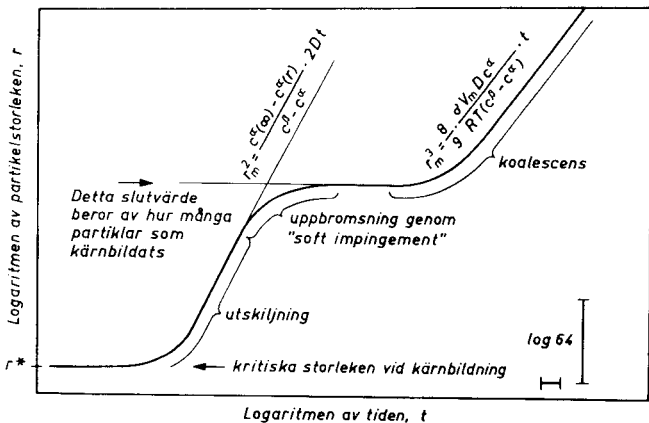 Logaritmen av partikelstorleken, r
r_m^2 = (c^α(∞) − c^α(r)) / (c^β − c^α) · 2Dt
r_m^3 = 8/9 · (σV_mDc^α) / (RT(c^β − c^α)) · t
koalescens
Detta slutvärde
beror av hur många
partiklar som
kärnbildats
uppbromsning genom
"soft impingement"
utskiljning
log 64
r*
kritiska storleken vid kärnbildning
Logaritmen av tiden, t